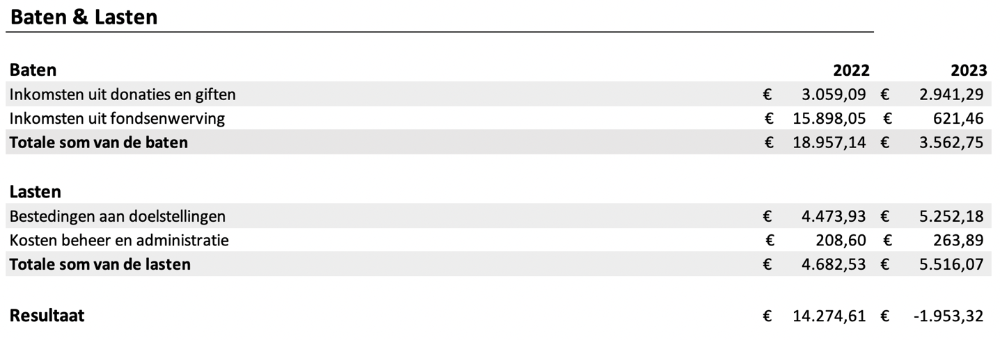 Baten & Lasten
Baten 2022 2023
Inkomsten uit donaties en giften € 3.059,09 € 2.941,29
Inkomsten uit fondsenwerving € 15.898,05 € 621,46
Totale som van de baten € 18.957,14 € 3.562,75
Lasten
Bestedingen aan doelstellingen € 4.473,93 € 5.252,18
Kosten beheer en administratie € 208,60 € 263,89
Totale som van de lasten € 4.682,53 € 5.516,07
Resultaat € 14.274,61 € -1.953,32